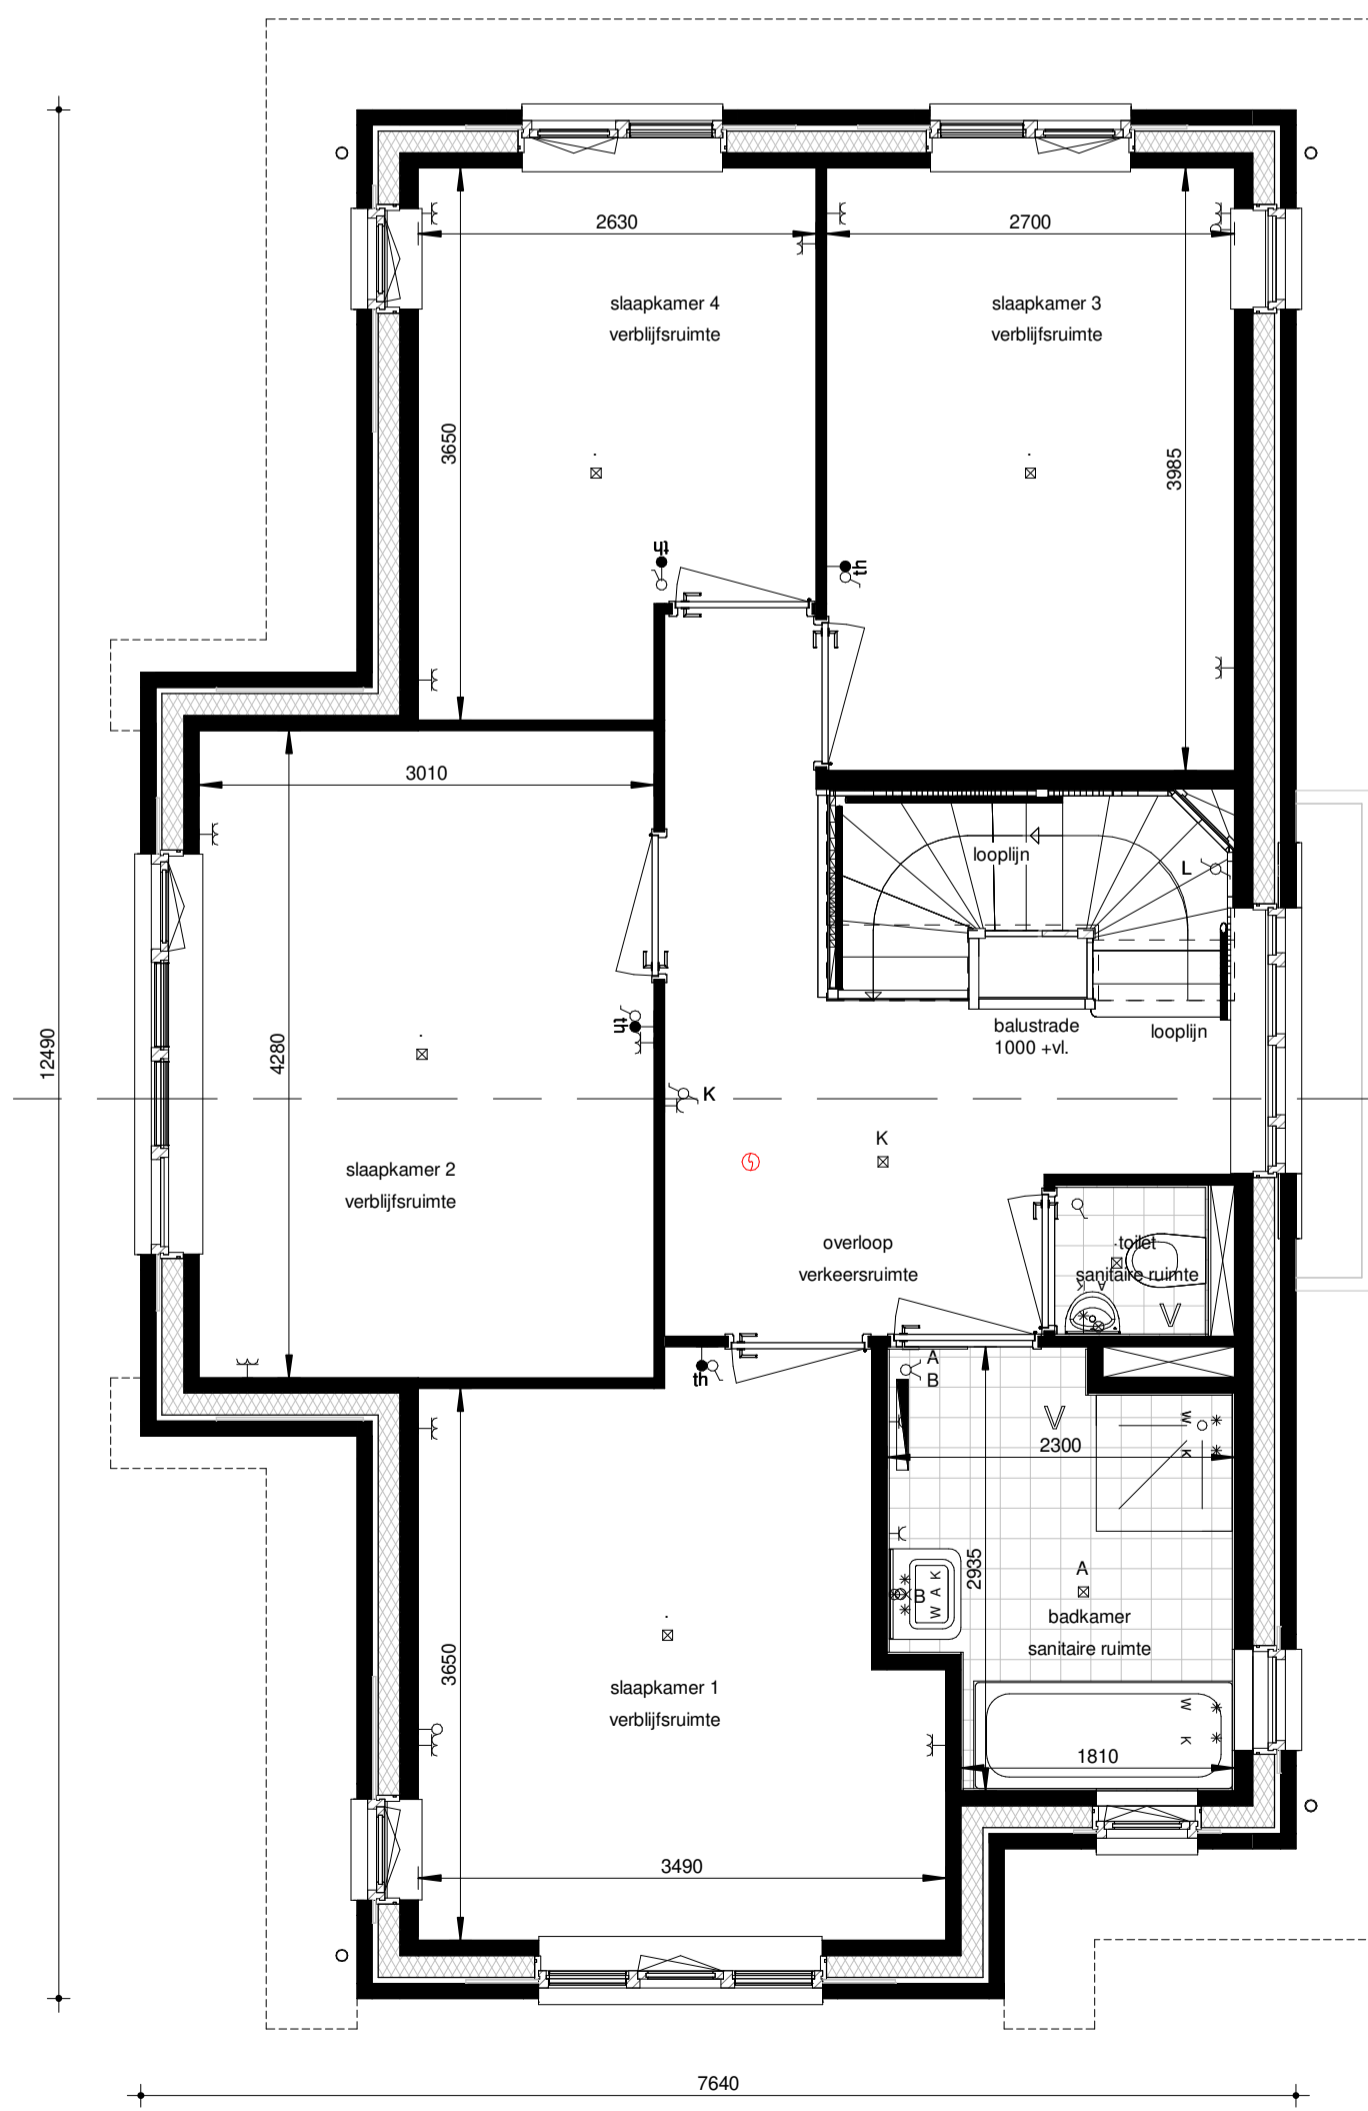 2630
2700
slaapkamer 4
verblijfsruimte
slaapkamer 3
verblijfsruimte
3650
3985
th
th
3010
looplijn
L
balustrade
1000 +vl.
looplijn
12490
4280
th
K
K
slaapkamer 2
verblijfsruimte
overloop
verkeersruimte
toilet
sanitaire ruimte
A
K
V
th
A
B
V
2300
W
K
2935
A
B
W A K
badkamer
sanitaire ruimte
3650
slaapkamer 1
verblijfsruimte
W
K
1810
3490
7640